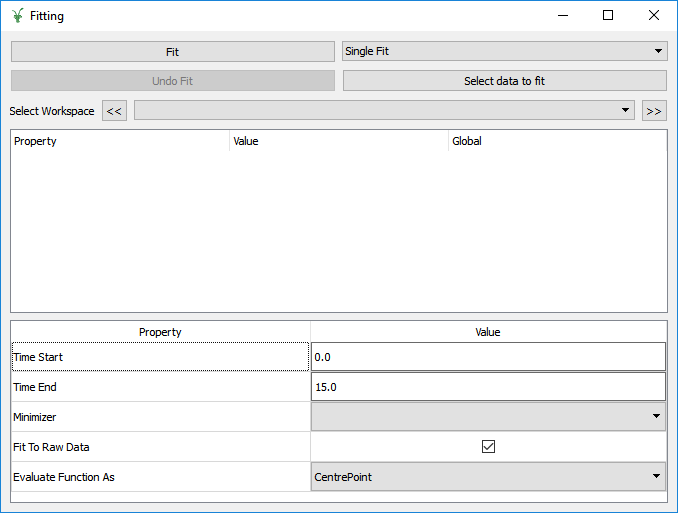 Fitting
Fit
Single Fit
Undo Fit
Select data to fit
Select Workspace << >>
Property Value Global
Property Value
Time Start 0.0
Time End 15.0
Minimizer
Fit To Raw Data
Evaluate Function As CentrePoint